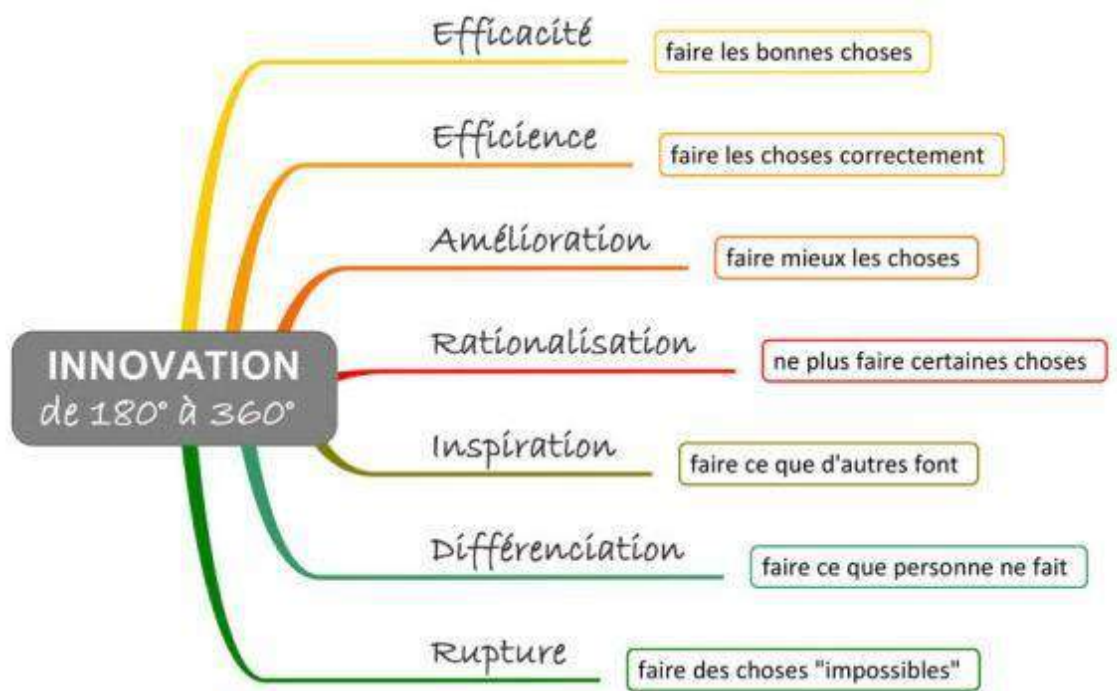 Efficacité
faire les bonnes choses
Efficience
faire les choses correctement
Amélioration
faire mieux les choses
INNOVATION
de 180° à 360°
Rationalisation
ne plus faire certaines choses
Inspiration
faire ce que d'autres font
Différenciation
faire ce que personne ne fait
Rupture
faire des choses "impossibles"